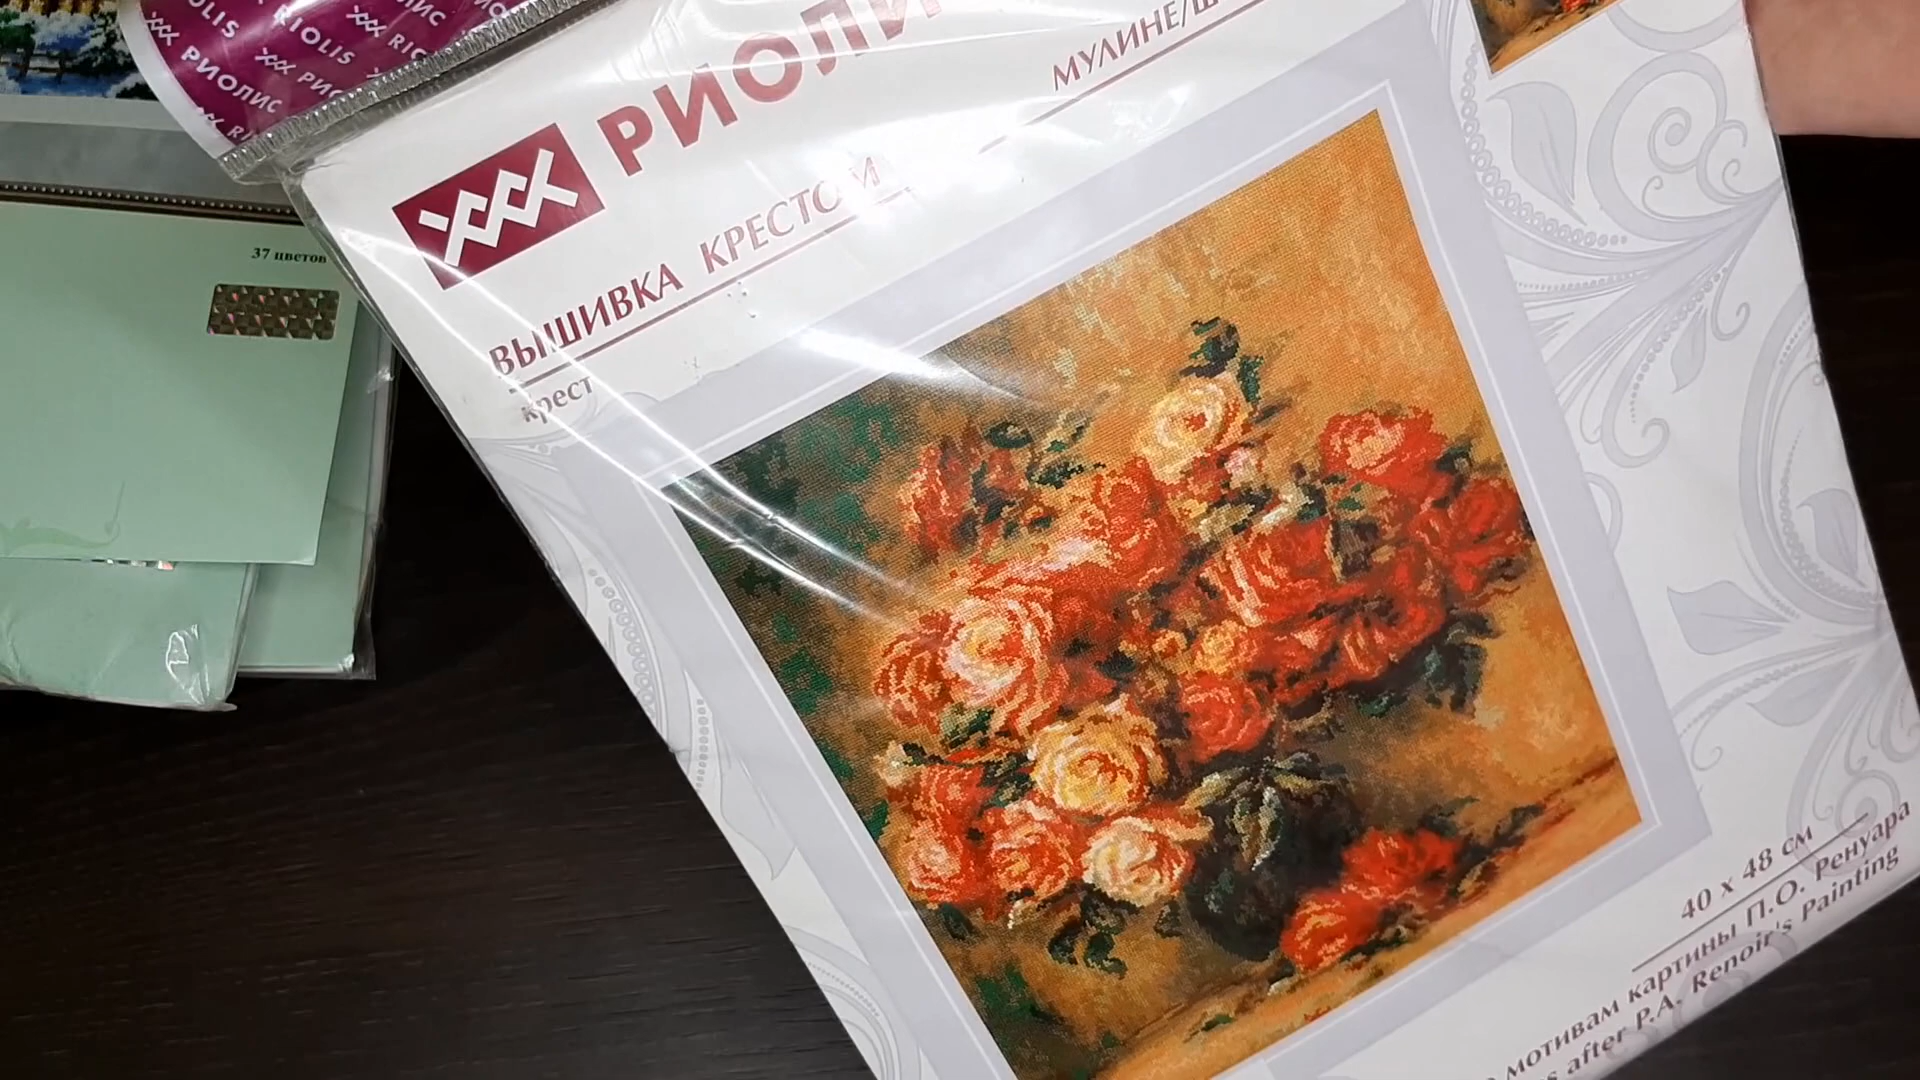 RIOLIS
РИОЛИС
37 цветов
РИОЛИ
МУЛИНЕ/Ш
ВЫШИВКА КРЕСТОМ
крест
40 х 48 см
мотивам картины П.О. Ренуара
after P.A. Renoir's Painting